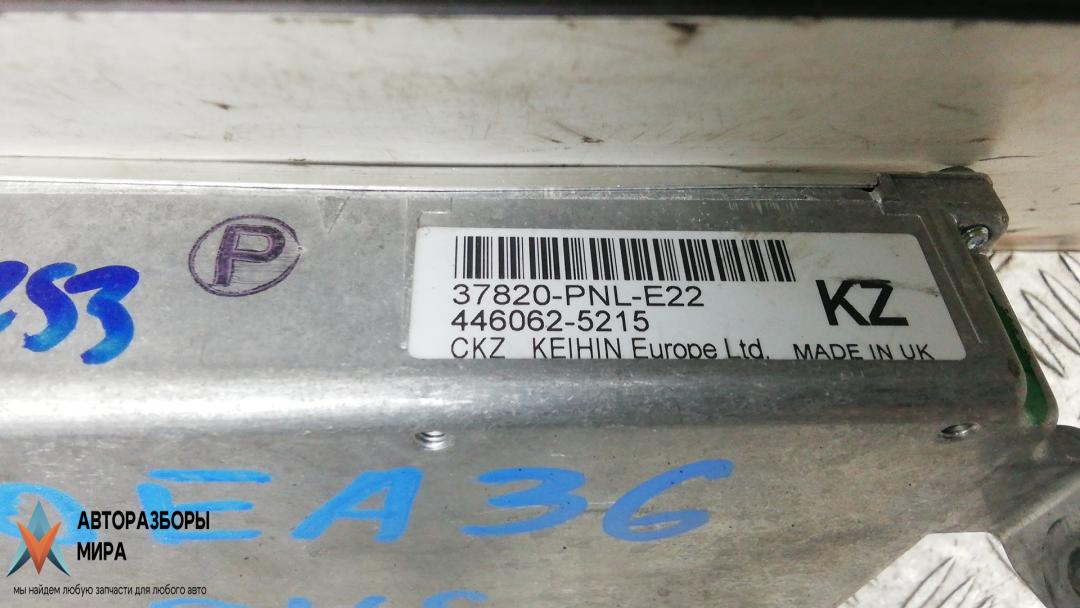 P
253
37820-PNL-E22
446062-5215
KZ
CKZ KEIHIN Europe Ltd. MADE IN UK
EA36
АВТОРАЗБОРЫ
МИРА
мы найдем любую запчасти для любого авто